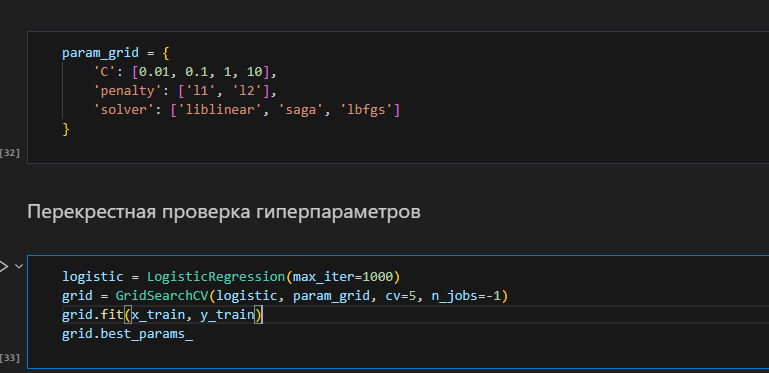 param_grid = {
    'C': [0.01, 0.1, 1, 10],
    'penalty': ['l1', 'l2'],
    'solver': ['liblinear', 'saga', 'lbfgs']
}
[32]
Перекрестная проверка гиперпараметров
logistic = LogisticRegression(max_iter=1000)
grid = GridSearchCV(logistic, param_grid, cv=5, n_jobs=-1)
grid.fit(x_train, y_train)
grid.best_params_
[33]